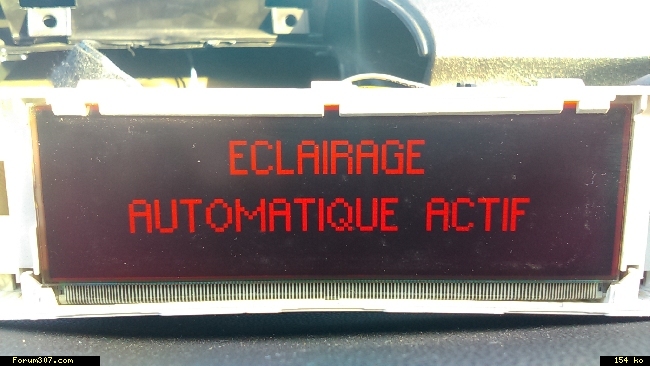 ECLAIRAGE
AUTOMATIQUE ACTIF
Forum307.com
154 ko